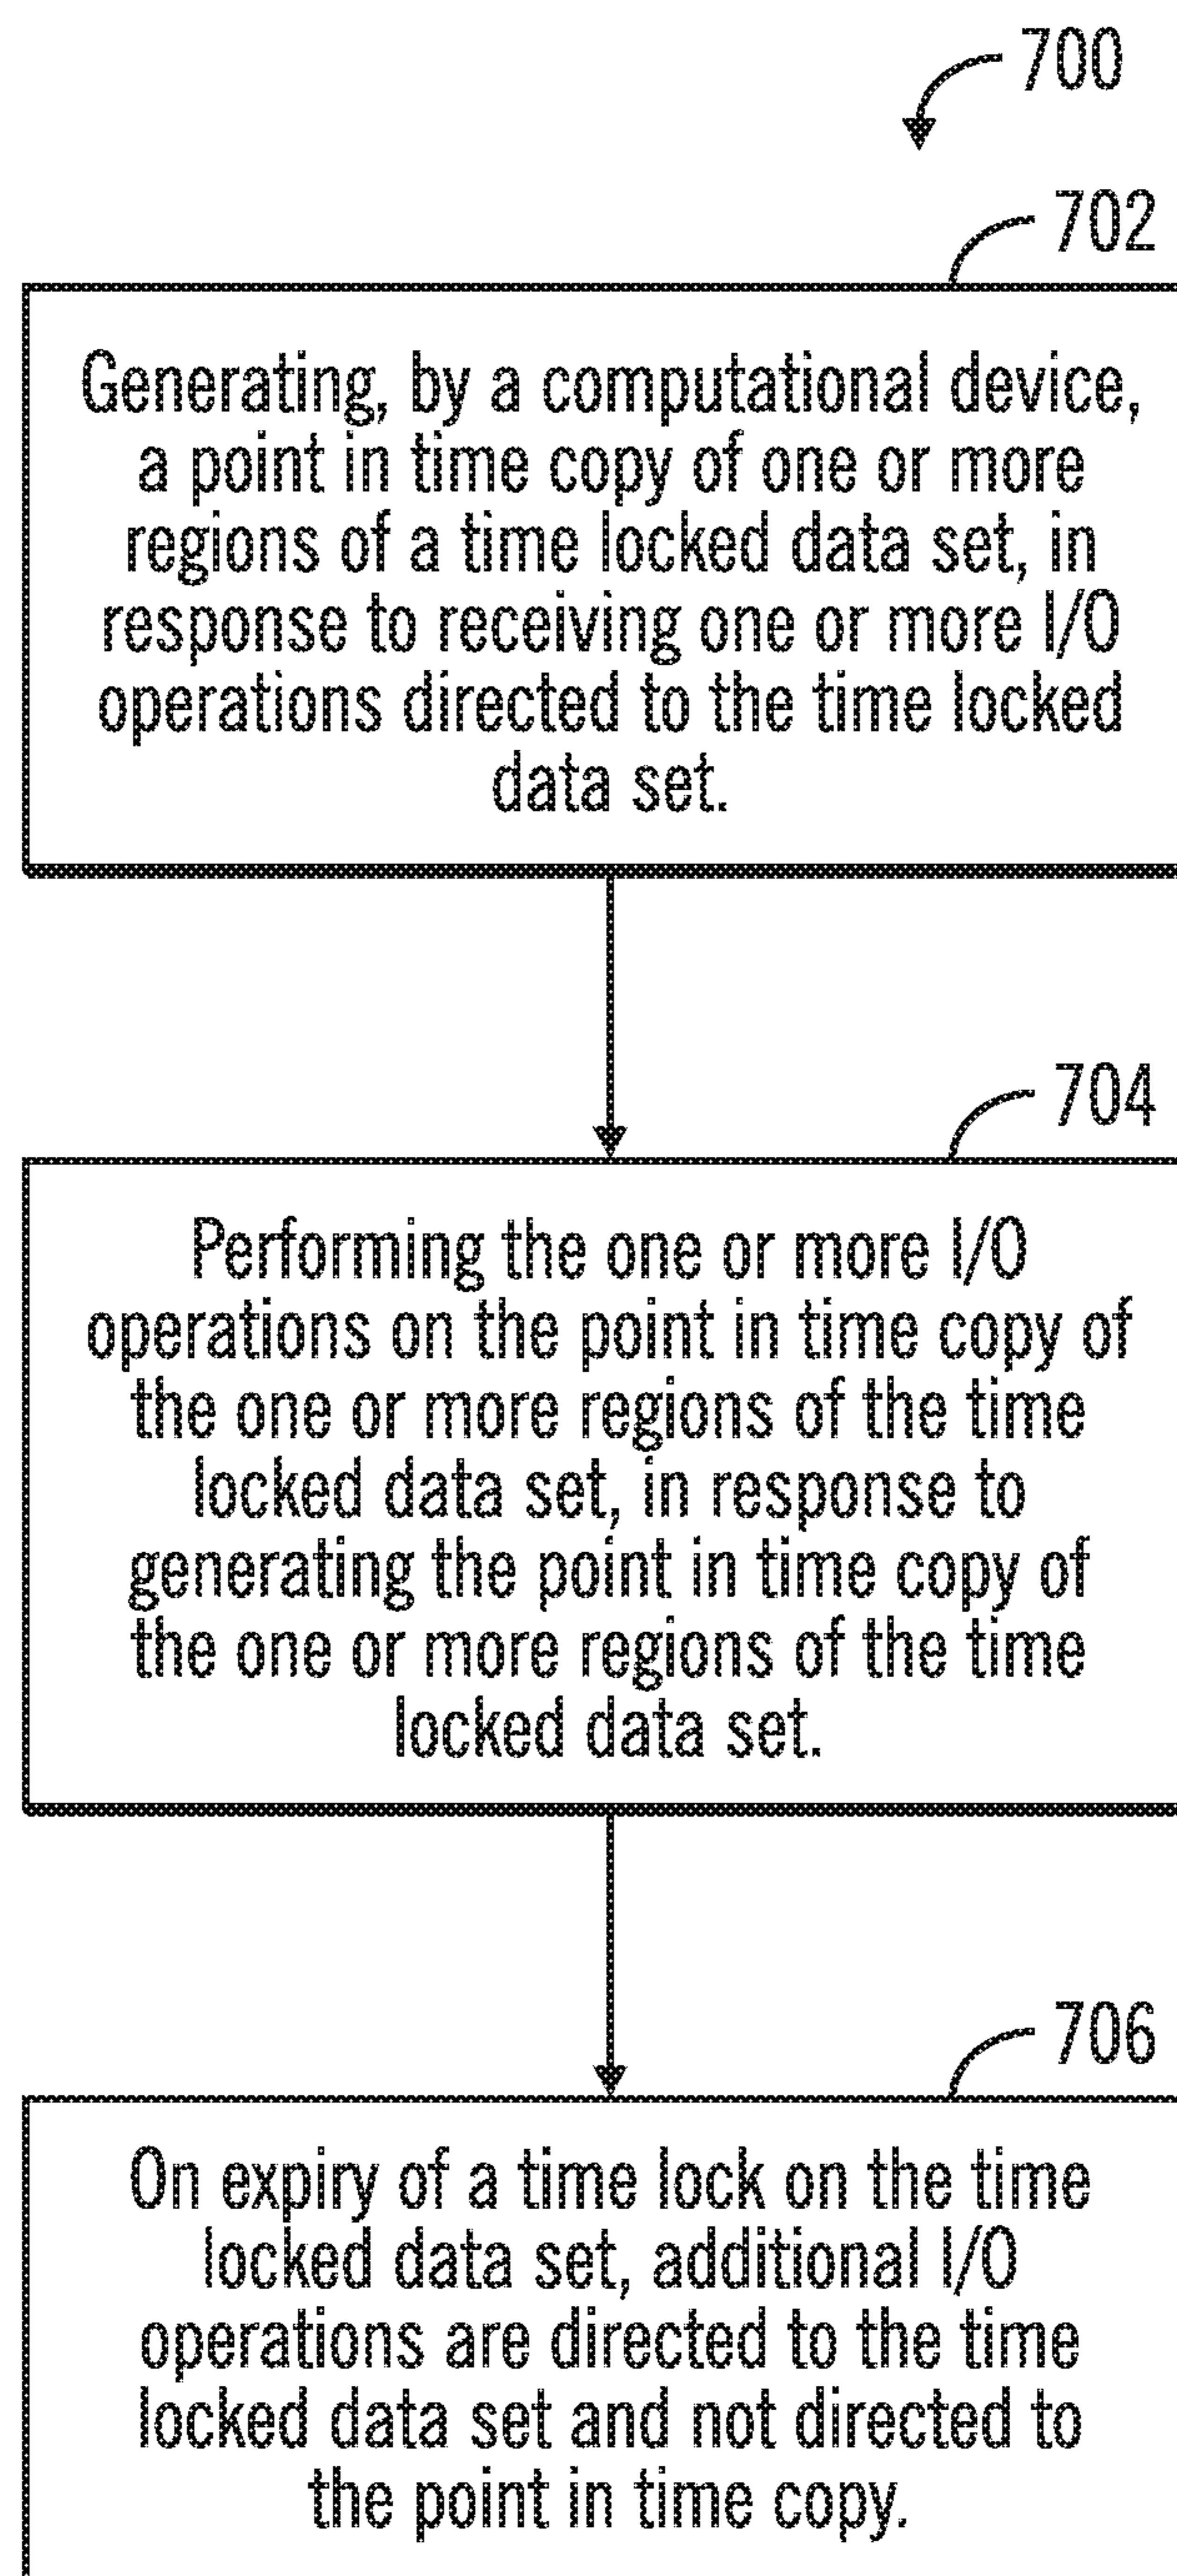 700
702
Generating, by a computational device,
a point in time copy of one or more
regions of a time locked data set, in
response to receiving one or more I/O
operations directed to the time locked
data set.
704
Performing the one or more I/O
operations on the point in time copy of
the one or more regions of the time
locked data set, in response to
generating the point in time copy of
the one or more regions of the time
locked data set.
706
On expiry of a time lock on the time
locked data set, additional I/O
operations are directed to the time
locked data set and not directed to
the point in time copy.